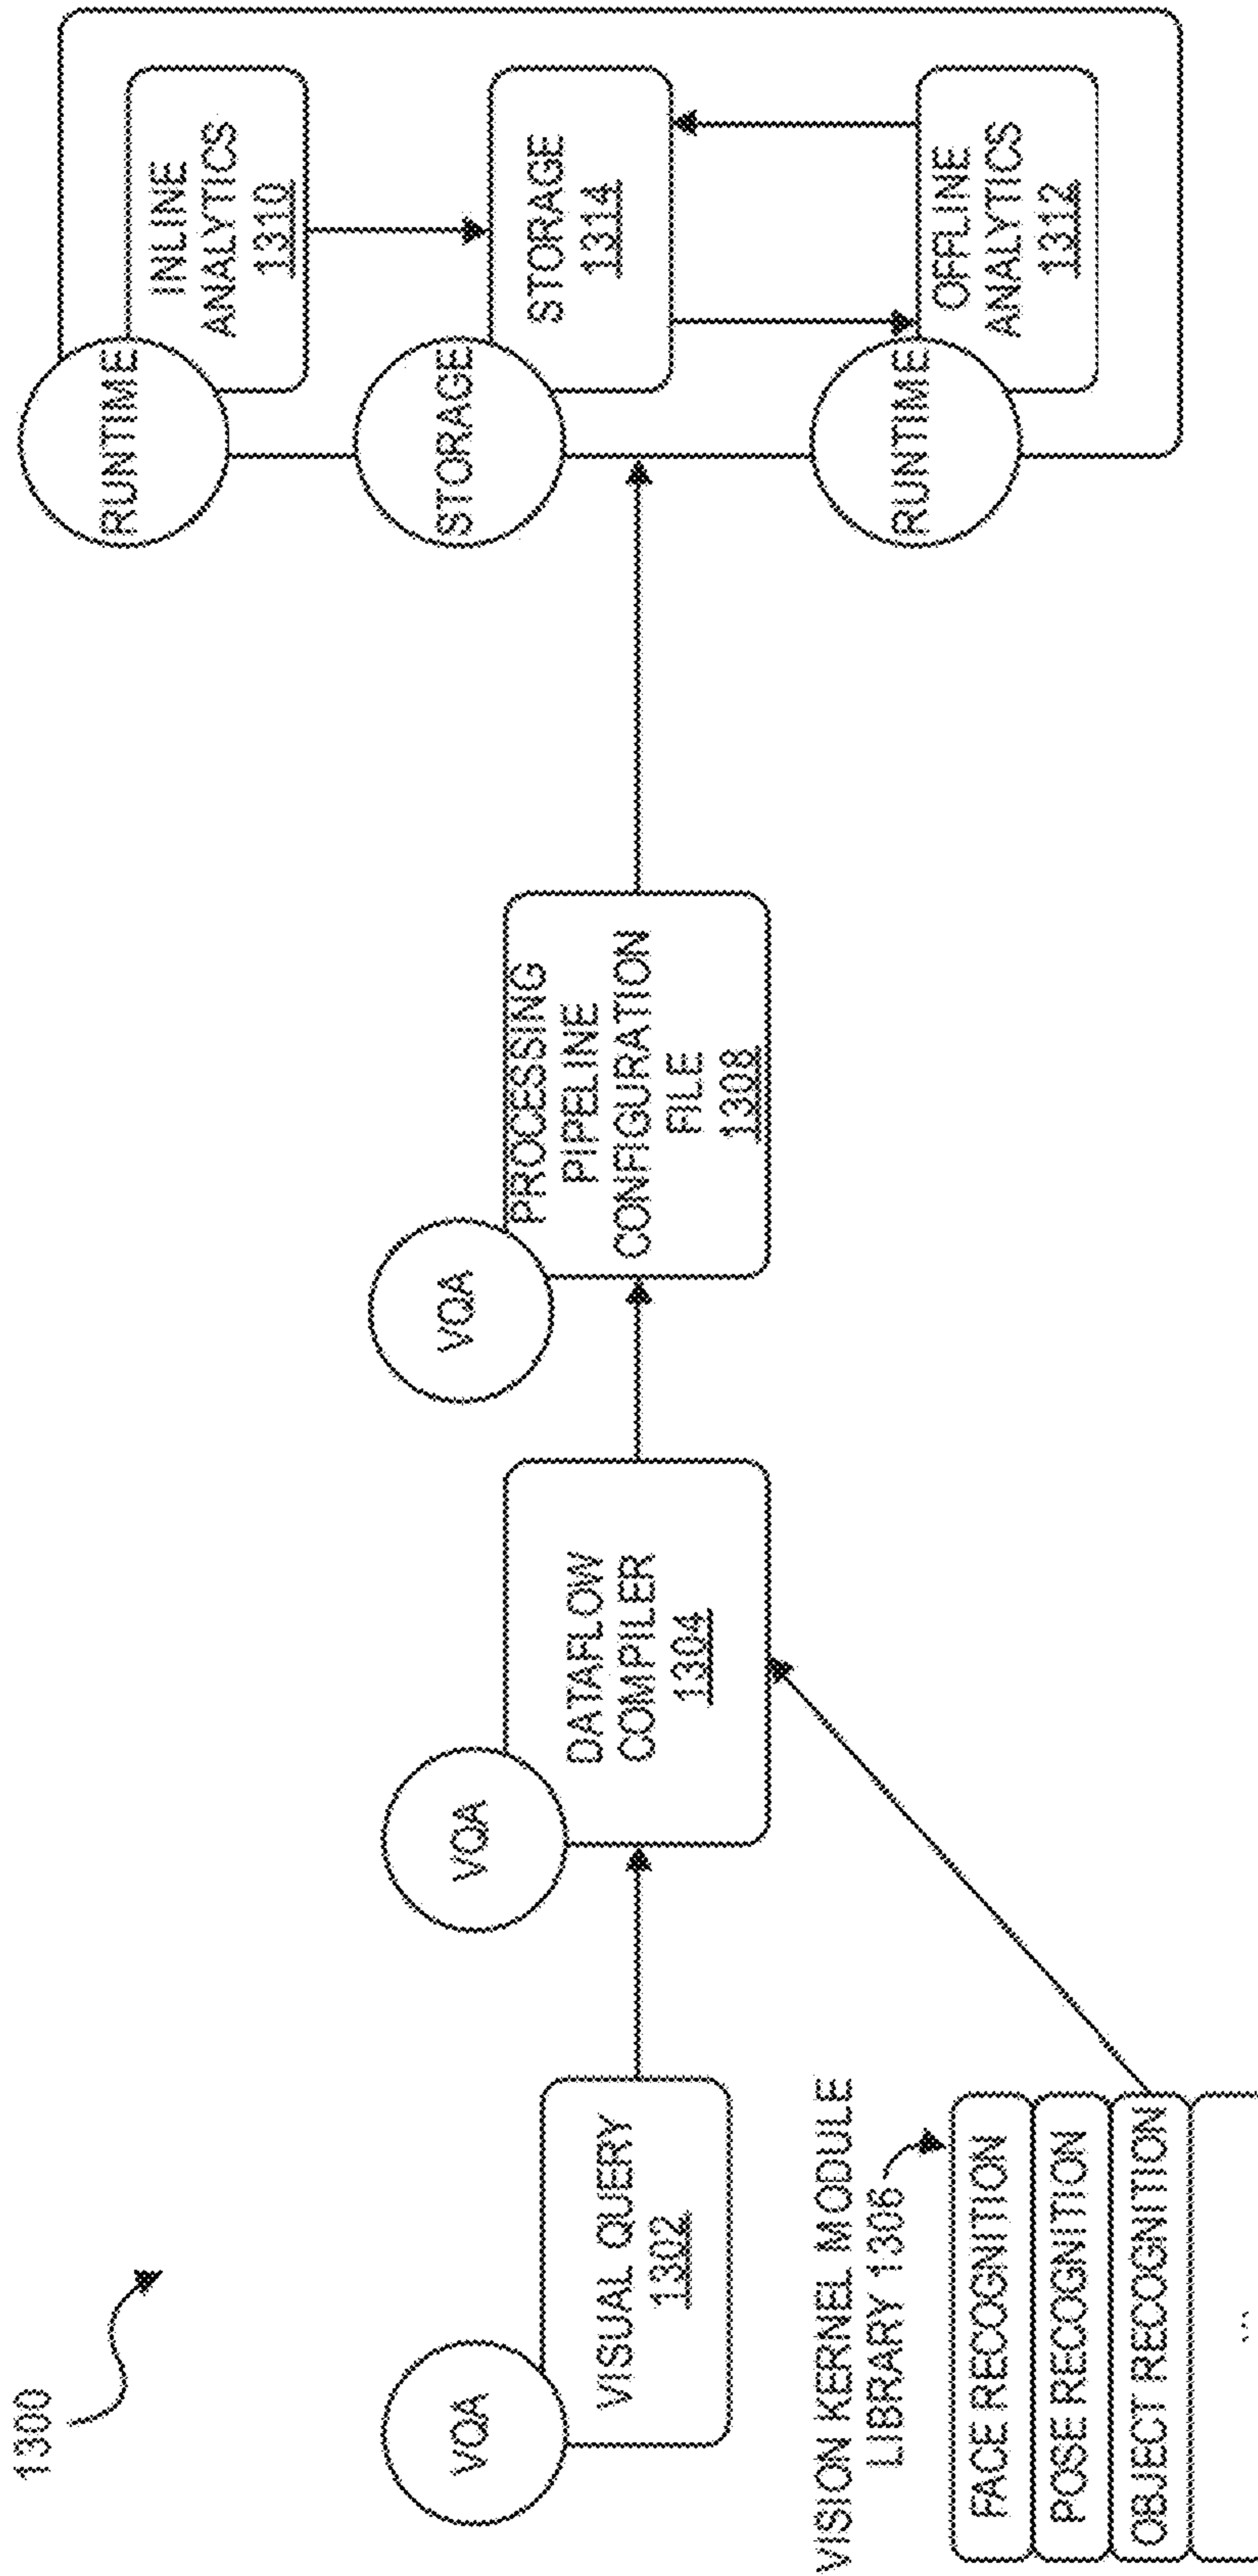 1300
VQA
VISUAL QUERY
1302
VISION KERNEL MODULE
LIBRARY 1306
FACE RECOGNITION
POSE RECOGNITION
OBJECT RECOGNITION
...
VQA
DATAFLOW
COMPILER
1304
VQA
PROCESSING
PIPELINE
CONFIGURATION
FILE
1308
RUNTIME
INLINE
ANALYTICS
1310
STORAGE
STORAGE
1314
RUNTIME
OFFLINE
ANALYTICS
1312